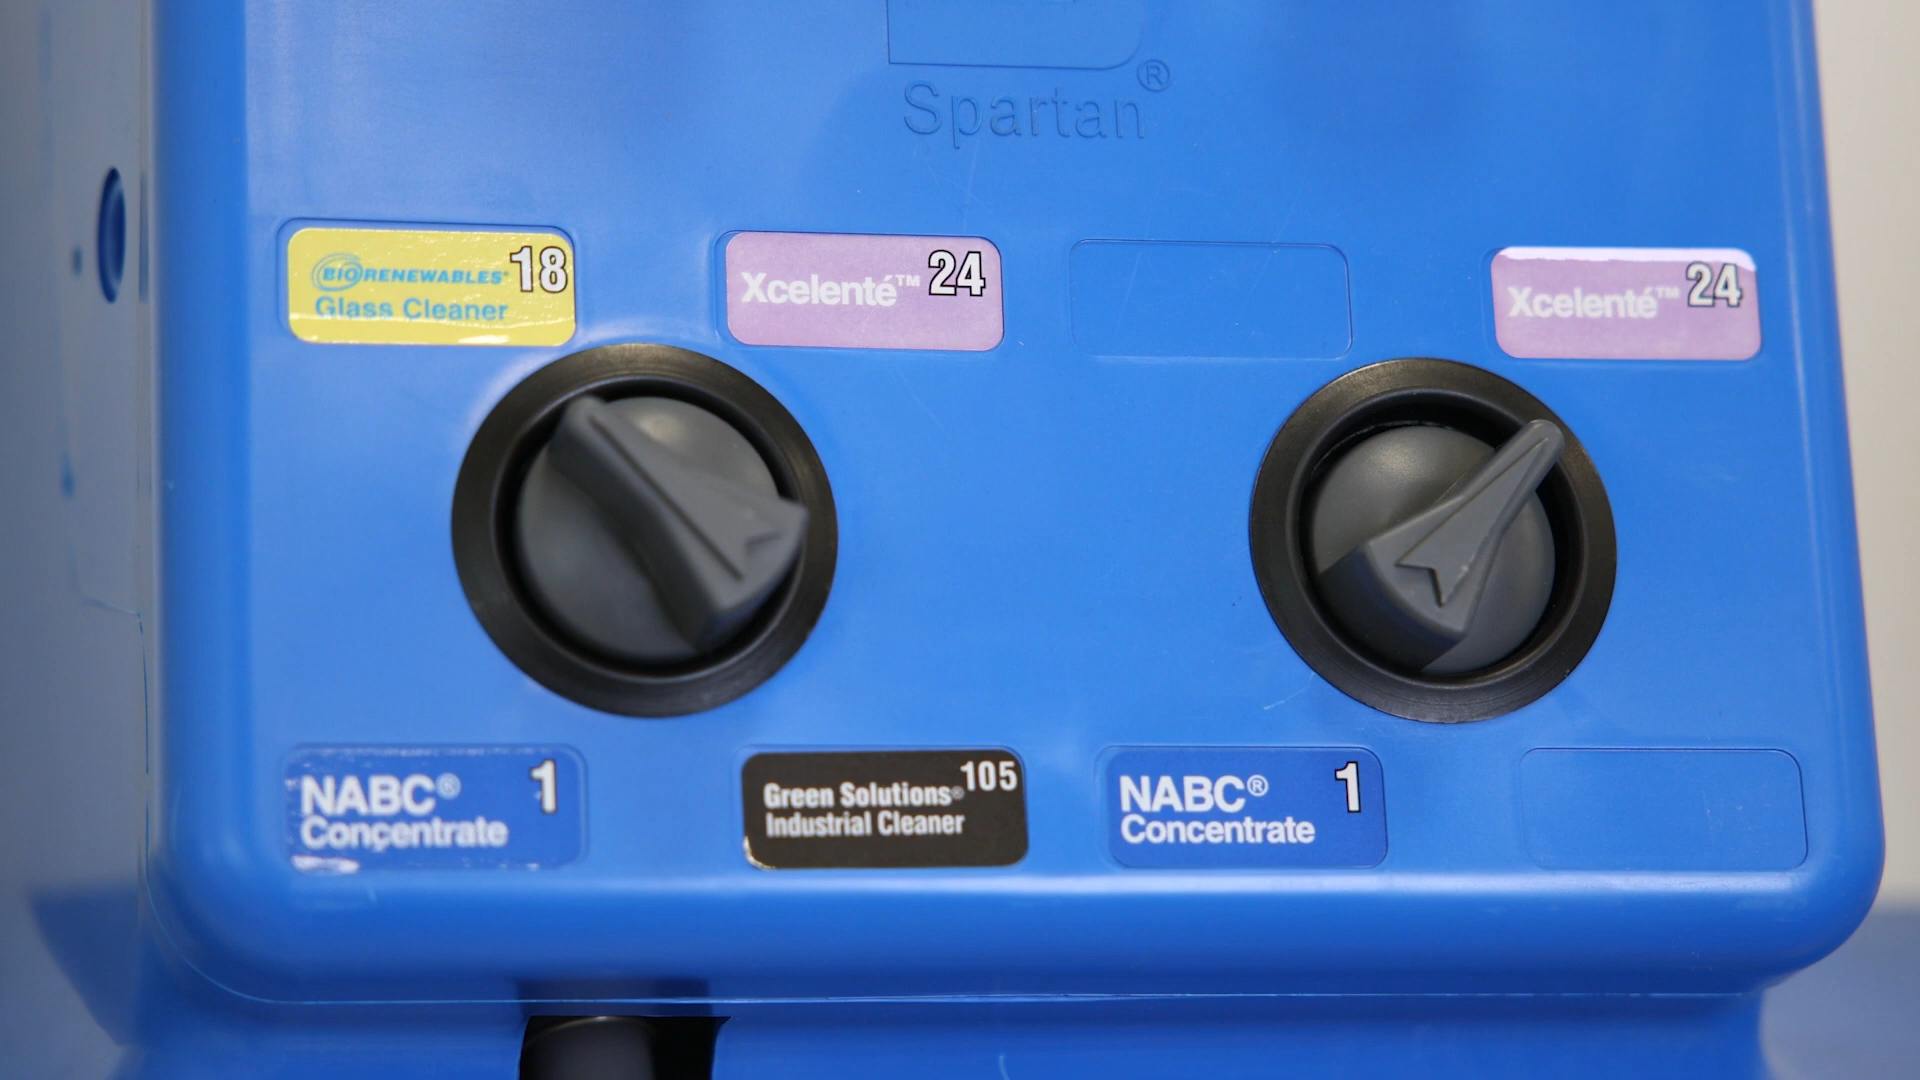 Spartan®
BIORENEWABLES® 18
Glass Cleaner
Xcelenté™ 24
Xcelenté™ 24
NABC® 1
Concentrate
Green Solutions® 105
Industrial Cleaner
NABC® 1
Concentrate